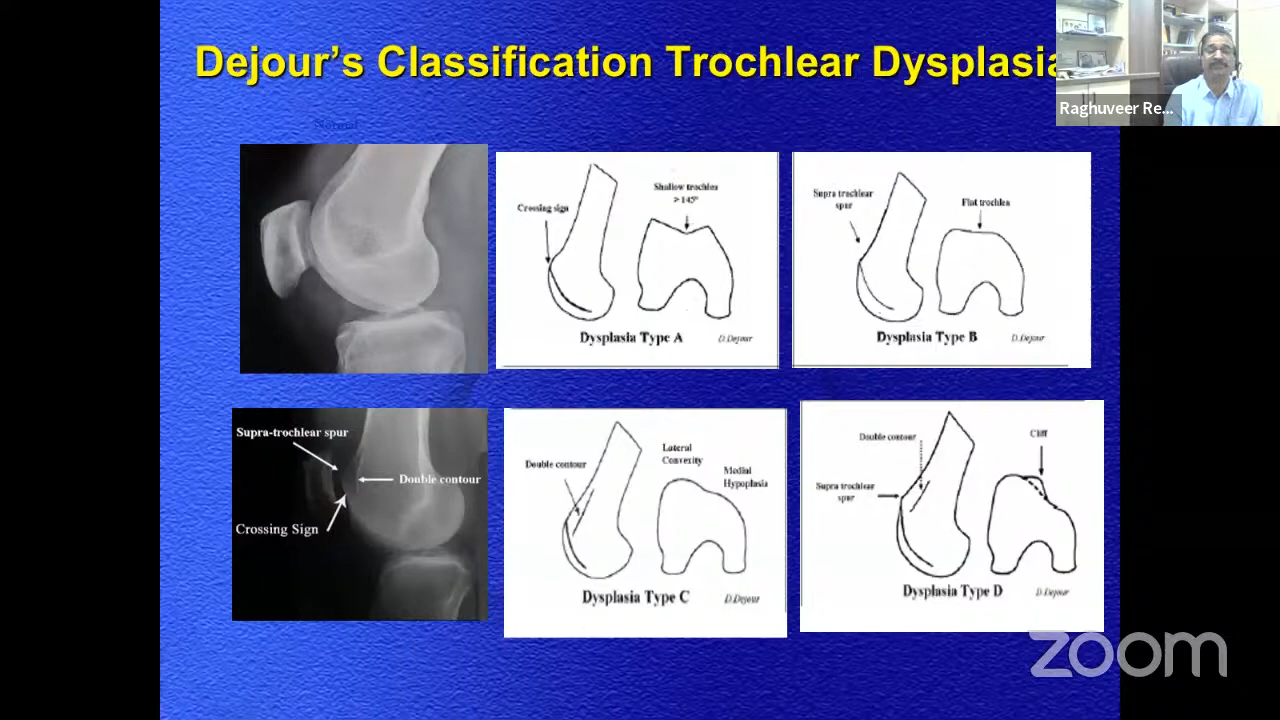 Dejour's Classification Trochlear Dysplasia
Raghuveer Re...
Shallow trochlea
> 145°
Crossing sign
Dysplasia Type A
D.Dejour
Supra trochlear
spur
Flat trochlea
Dysplasia Type B
D.Dejour
Supra-trochlear spur
Double contour
Crossing Sign
Lateral
Convexity
Double contour
Medial
Hypoplasia
Dysplasia Type C
D.Dejour
Double contour
Cliff
Supra trochlear
spur
Dysplasia Type D
D.Dejour
zoom